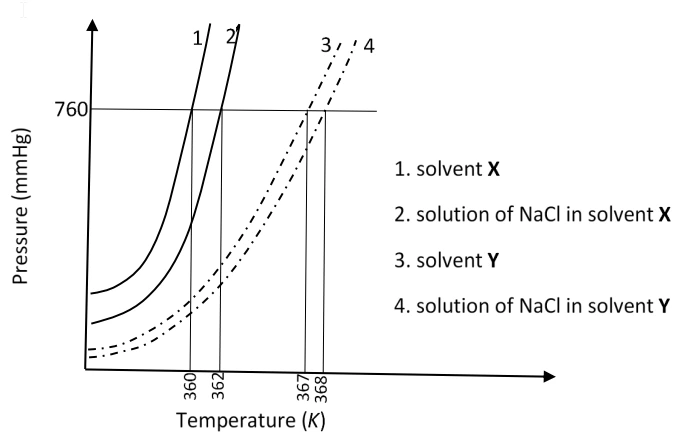 1
2
3
4
760
Pressure (mmHg)
1. solvent X
2. solution of NaCl in solvent X
3. solvent Y
4. solution of NaCl in solvent Y
360
362
367
368
Temperature (K)